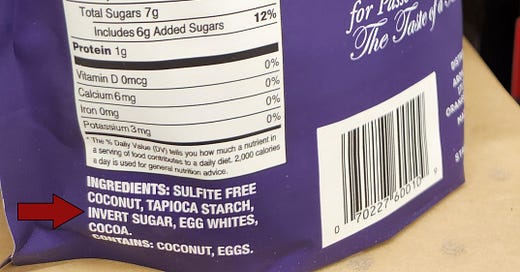 Total Sugars 7g
Includes 6g Added Sugars 12%
Protein 1g
Vitamin D 0mcg 0%
Calcium 6mg 0%
Iron 0mg 0%
Potassium 3mg 0%
* The % Daily Value (DV) tells you how much a nutrient in
a serving of food contributes to a daily diet. 2,000 calories
a day is used for general nutrition advice.
INGREDIENTS: SULFITE FREE
COCONUT, TAPIOCA STARCH,
INVERT SUGAR, EGG WHITES,
COCOA.
CONTAINS: COCONUT, EGGS.
for Pass
The Taste of a
0 70227 60010 9